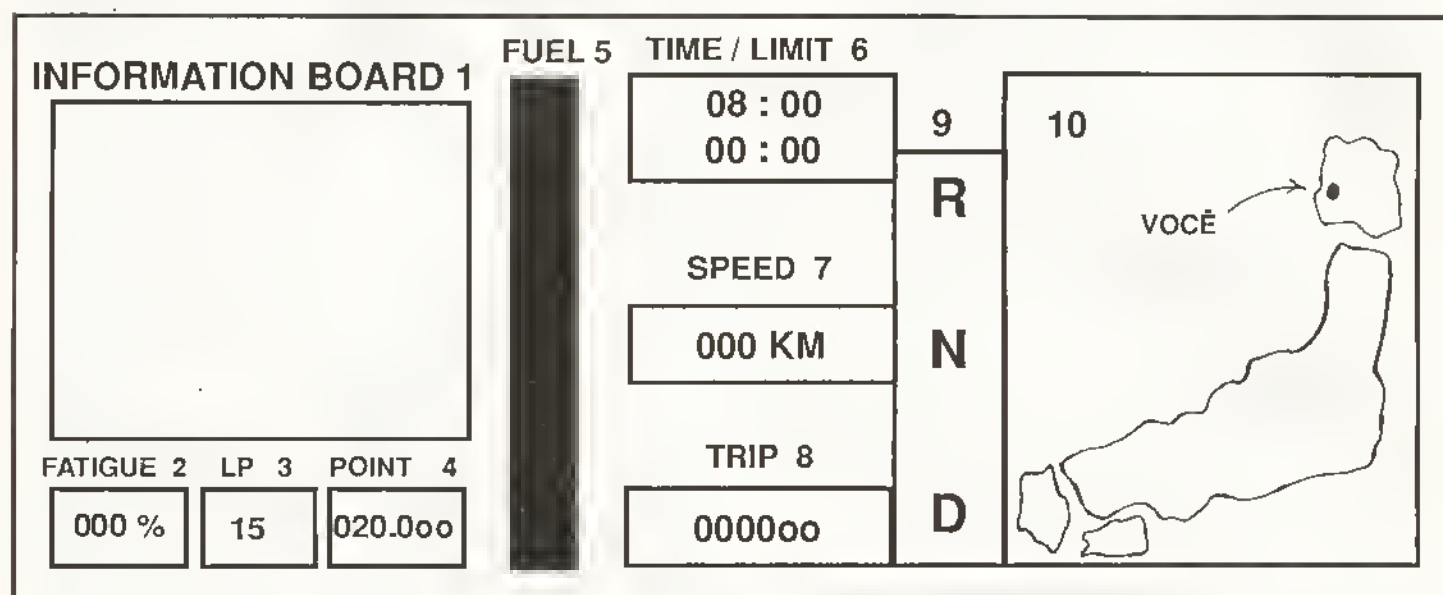 INFORMATION BOARD 1
FUEL 5
TIME / LIMIT 6
08 : 00
00 : 00
9
10
R
VOCÊ
SPEED 7
000 KM
N
FATIGUE 2 LP 3 POINT 4
TRIP 8
000 %
15
020.0oo
0000oo
D